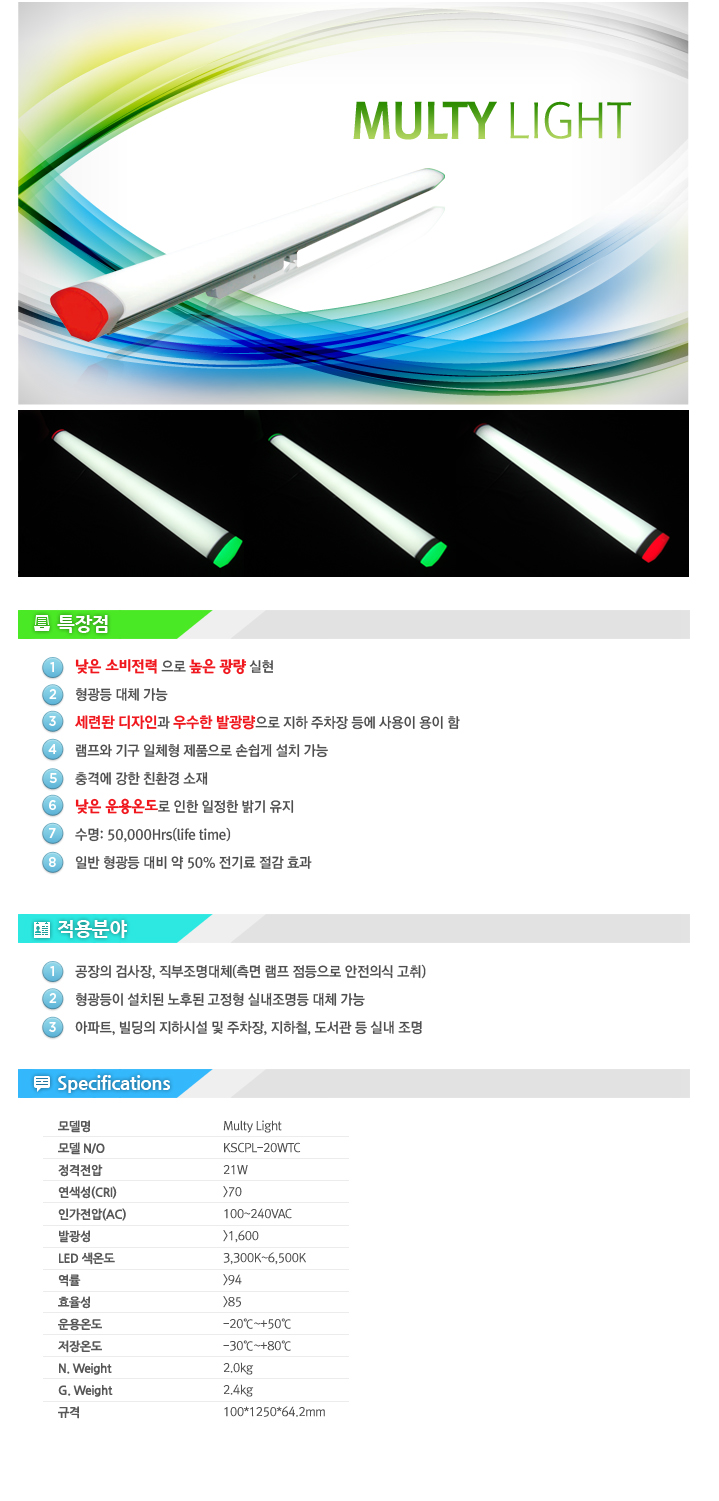 MULTY LIGHT
특장점
1 낮은 소비전력 으로 높은 광량 실현
2 형광등 대체 가능
3 세련된 디자인과 우수한 발광량으로 지하 주차장 등에 사용이 용이 함
4 램프와 기구 일체형 제품으로 손쉽게 설치 가능
5 충격에 강한 친환경 소재
6 낮은 운용온도로 인한 일정한 밝기 유지
7 수명: 50,000Hrs(life time)
8 일반 형광등 대비 약 50% 전기료 절감 효과
적용분야
1 공장의 검사장, 직부조명대체(측면 램프 점등으로 안전의식 고취)
2 형광등이 설치된 노후된 고정형 실내조명등 대체 가능
3 아파트, 빌딩의 지하시설 및 주차장, 지하철, 도서관 등 실내 조명
Specifications
모델명 Multy Light
모델 N/O KSCPL-20WTC
정격전압 21W
연색성(CRI) >70
인가전압(AC) 100~240VAC
발광성 >1,600
LED 색온도 3,300K~6,500K
역률 >94
효율성 >85
운용온도 -20℃~+50℃
저장온도 -30℃~+80℃
N. Weight 2.0kg
G. Weight 2.4kg
규격 100*1250*64.2mm